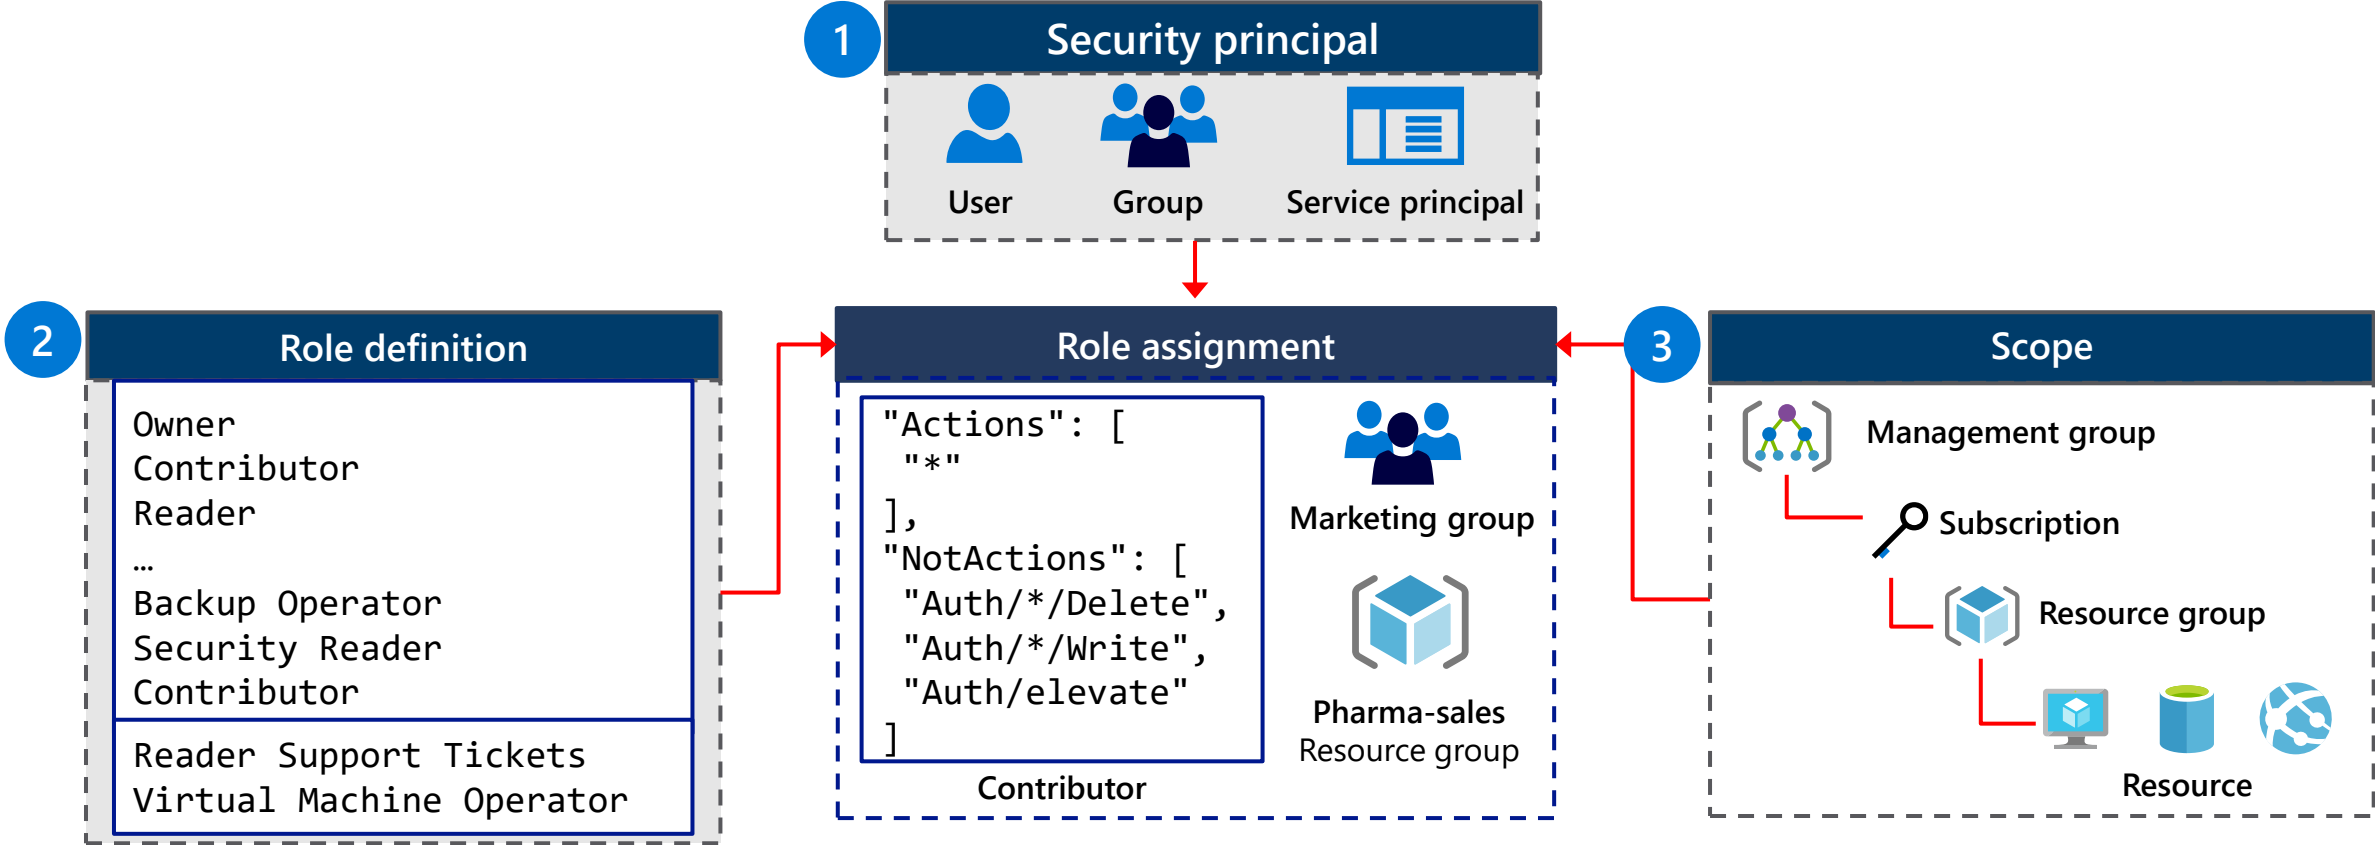 1
Security principal
User
Group
Service principal
2
Role definition
Owner
Contributor
Reader
…
Backup Operator
Security Reader
Contributor
Reader Support Tickets
Virtual Machine Operator
Role assignment
"Actions": [
"*"
],
"NotActions": [
"Auth/*/Delete",
"Auth/*/Write",
"Auth/elevate"
]
Contributor
Marketing group
Pharma-sales
Resource group
3
Scope
Management group
Subscription
Resource group
Resource